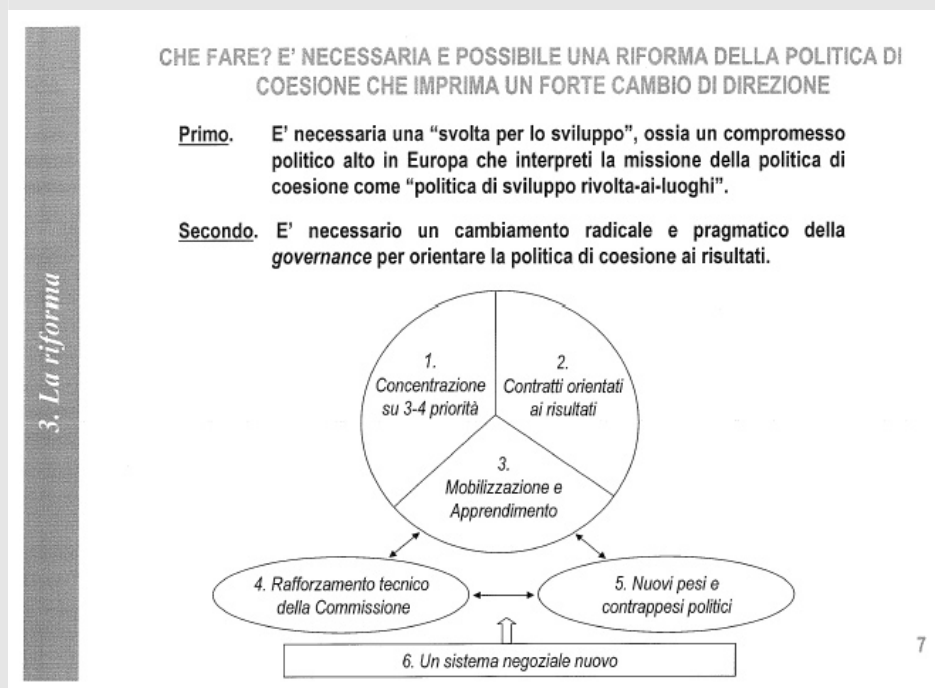 CHE FARE? E' NECESSARIA E POSSIBILE UNA RIFORMA DELLA POLITICA DI
COESIONE CHE IMPRIMA UN FORTE CAMBIO DI DIREZIONE
Primo. E' necessaria una “svolta per lo sviluppo”, ossia un compromesso
politico alto in Europa che interpreti la missione della politica di
coesione come “politica di sviluppo rivolta-ai-luoghi”.
Secondo. E' necessario un cambiamento radicale e pragmatico della
governance per orientare la politica di coesione ai risultati.
3. La riforma
1.
Concentrazione
su 3-4 priorità
2.
Contratti orientati
ai risultati
3.
Mobilizzazione e
Apprendimento
4. Rafforzamento tecnico
della Commissione
5. Nuovi pesi e
contrappesi politici
6. Un sistema negoziale nuovo
7